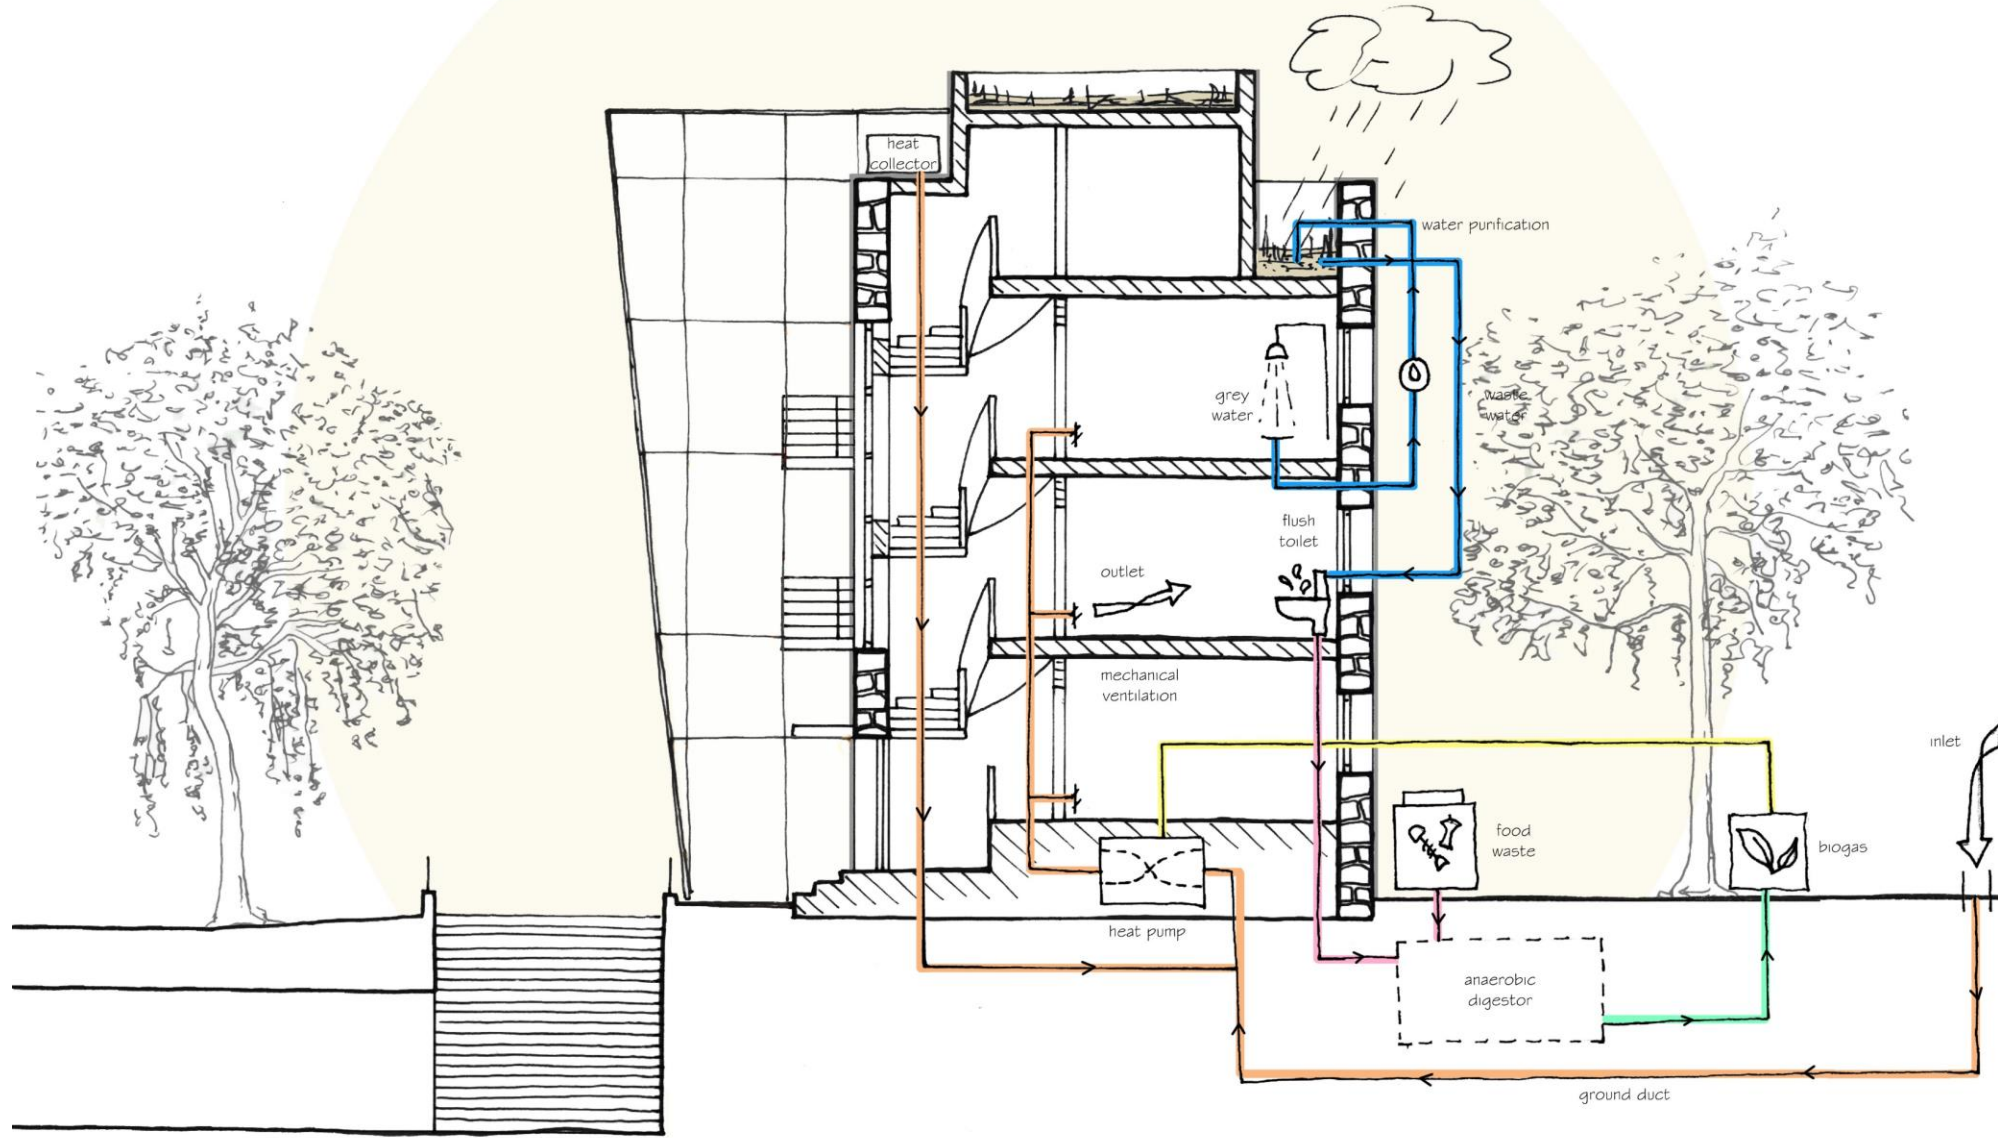 heat
collector
water purification
grey
water
waste
water
flush
toilet
outlet
mechanical
ventilation
inlet
food
waste
biogas
heat pump
anaerobic
digestor
ground duct